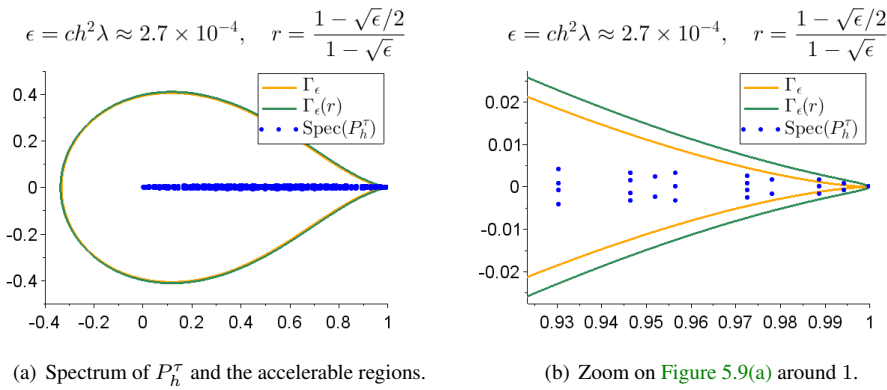 ϵ = ch²λ ≈ 2.7 × 10⁻⁴, r = (1 − √ϵ/2)/(1 − √ϵ)
Γ_ϵ
Γ_ϵ(r)
Spec(P_h^τ)
0.4
0.2
0
-0.2
-0.4
-0.4 -0.2 0 0.2 0.4 0.6 0.8 1
(a) Spectrum of P_h^τ and the accelerable regions.
ϵ = ch²λ ≈ 2.7 × 10⁻⁴, r = (1 − √ϵ/2)/(1 − √ϵ)
Γ_ϵ
Γ_ϵ(r)
Spec(P_h^τ)
0.02
0.01
0
-0.01
-0.02
0.93 0.94 0.95 0.96 0.97 0.98 0.99 1
(b) Zoom on Figure 5.9(a) around 1.